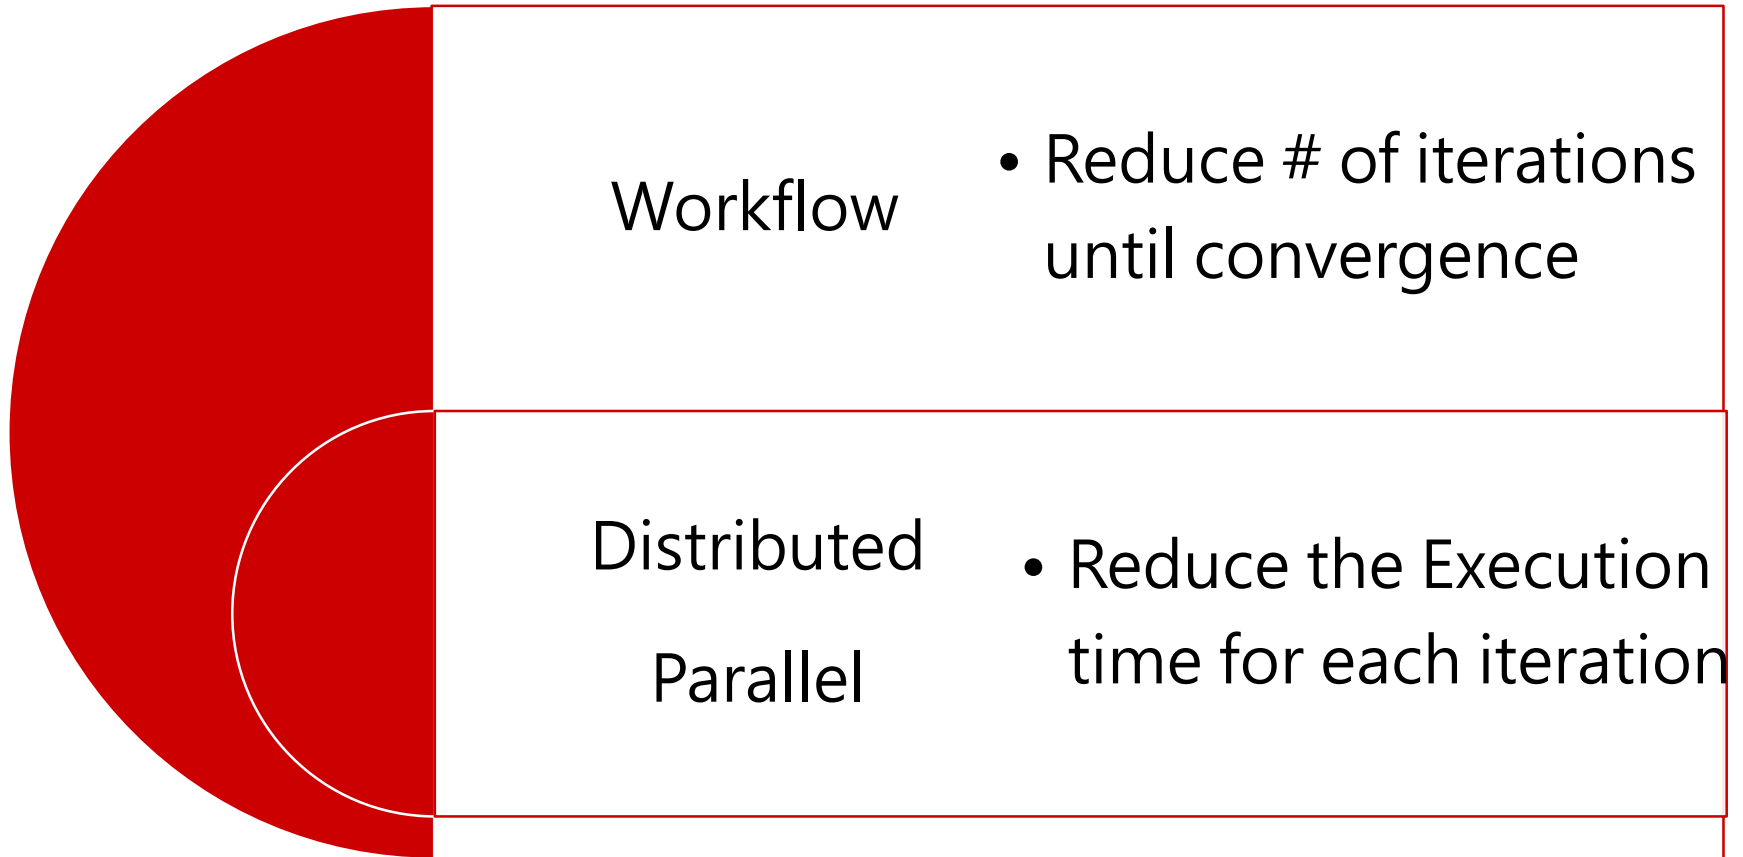 Workflow
• Reduce # of iterations
until convergence
Distributed
Parallel
• Reduce the Execution
time for each iteration